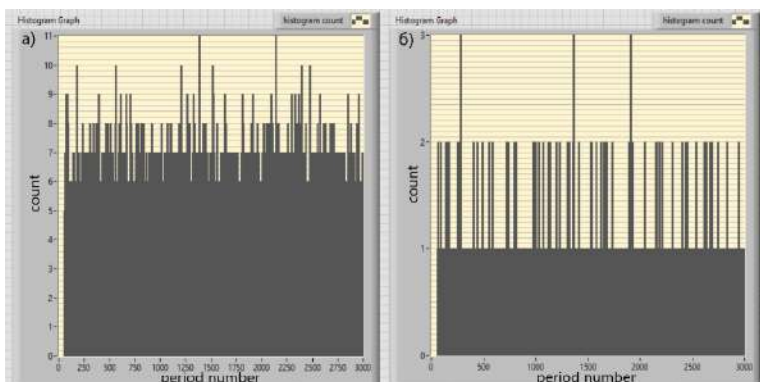 Histogram Graph
histogram count
а)
11
10
9
8
7
6
5
4
3
2
1
0
count
0 250 500 750 1000 1250 1500 1750 2000 2250 2500 2750 3000
period number
Histogram Graph
histogram count
б)
3
2
1
0
count
0 500 1000 1500 2000 2500 3000
period number